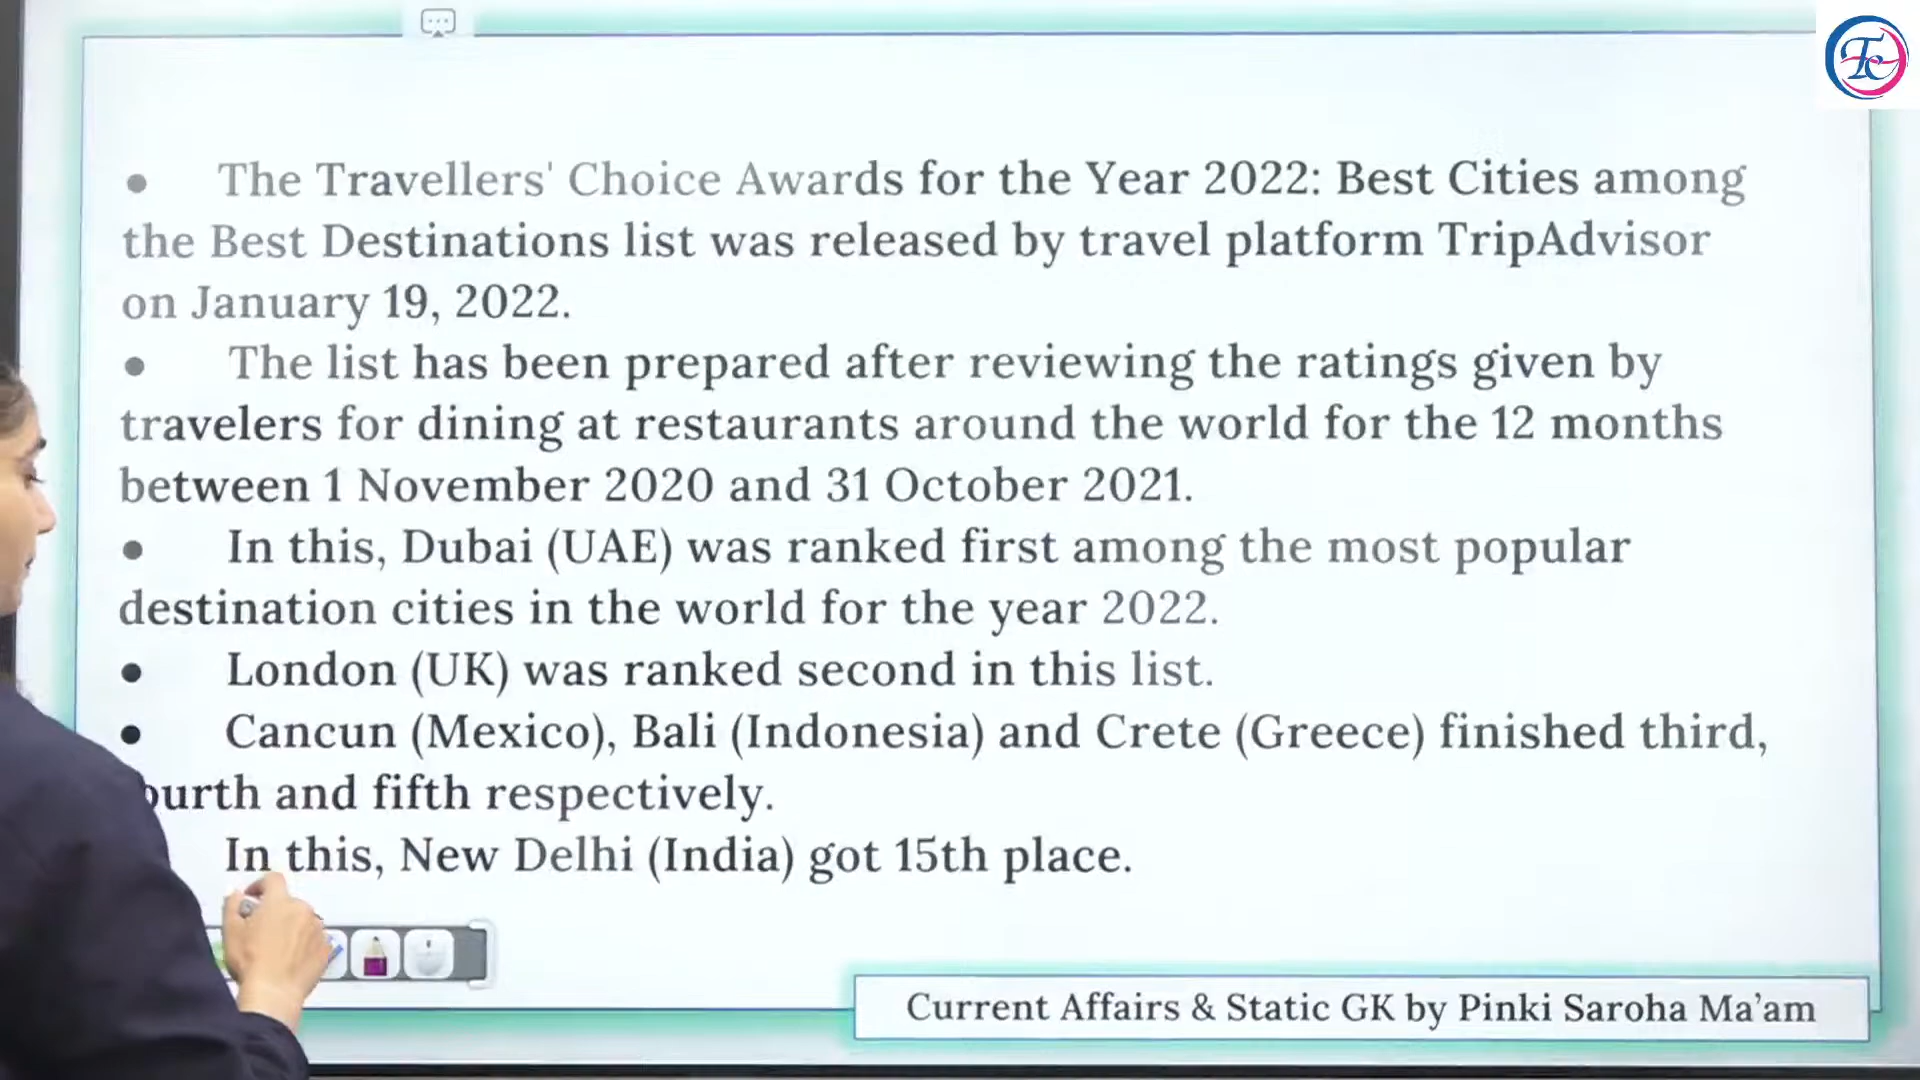 ● The Travellers' Choice Awards for the Year 2022: Best Cities among
the Best Destinations list was released by travel platform TripAdvisor
on January 19, 2022.
● The list has been prepared after reviewing the ratings given by
travelers for dining at restaurants around the world for the 12 months
between 1 November 2020 and 31 October 2021.
● In this, Dubai (UAE) was ranked first among the most popular
destination cities in the world for the year 2022.
● London (UK) was ranked second in this list.
● Cancun (Mexico), Bali (Indonesia) and Crete (Greece) finished third,
ourth and fifth respectively.
In this, New Delhi (India) got 15th place.
Current Affairs & Static GK by Pinki Saroha Ma'am